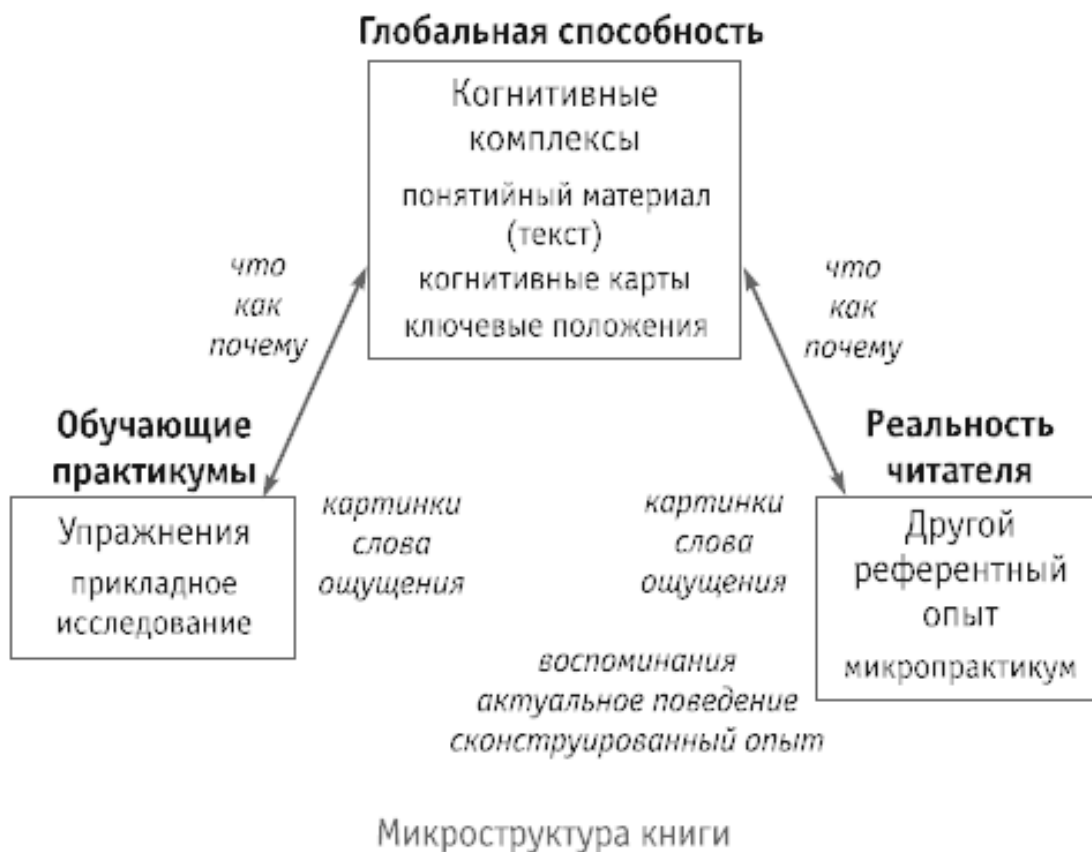 Глобальная способность
Когнитивные
комплексы
понятийный материал
(текст)
когнитивные карты
ключевые положения
что
как
почему
что
как
почему
Обучающие
практикумы
Упражнения
прикладное
исследование
картинки
слова
ощущения
картинки
слова
ощущения
Реальность
читателя
Другой
референтный
опыт
микропрактикум
воспоминания
актуальное поведение
сконструированный опыт
Микроструктура книги